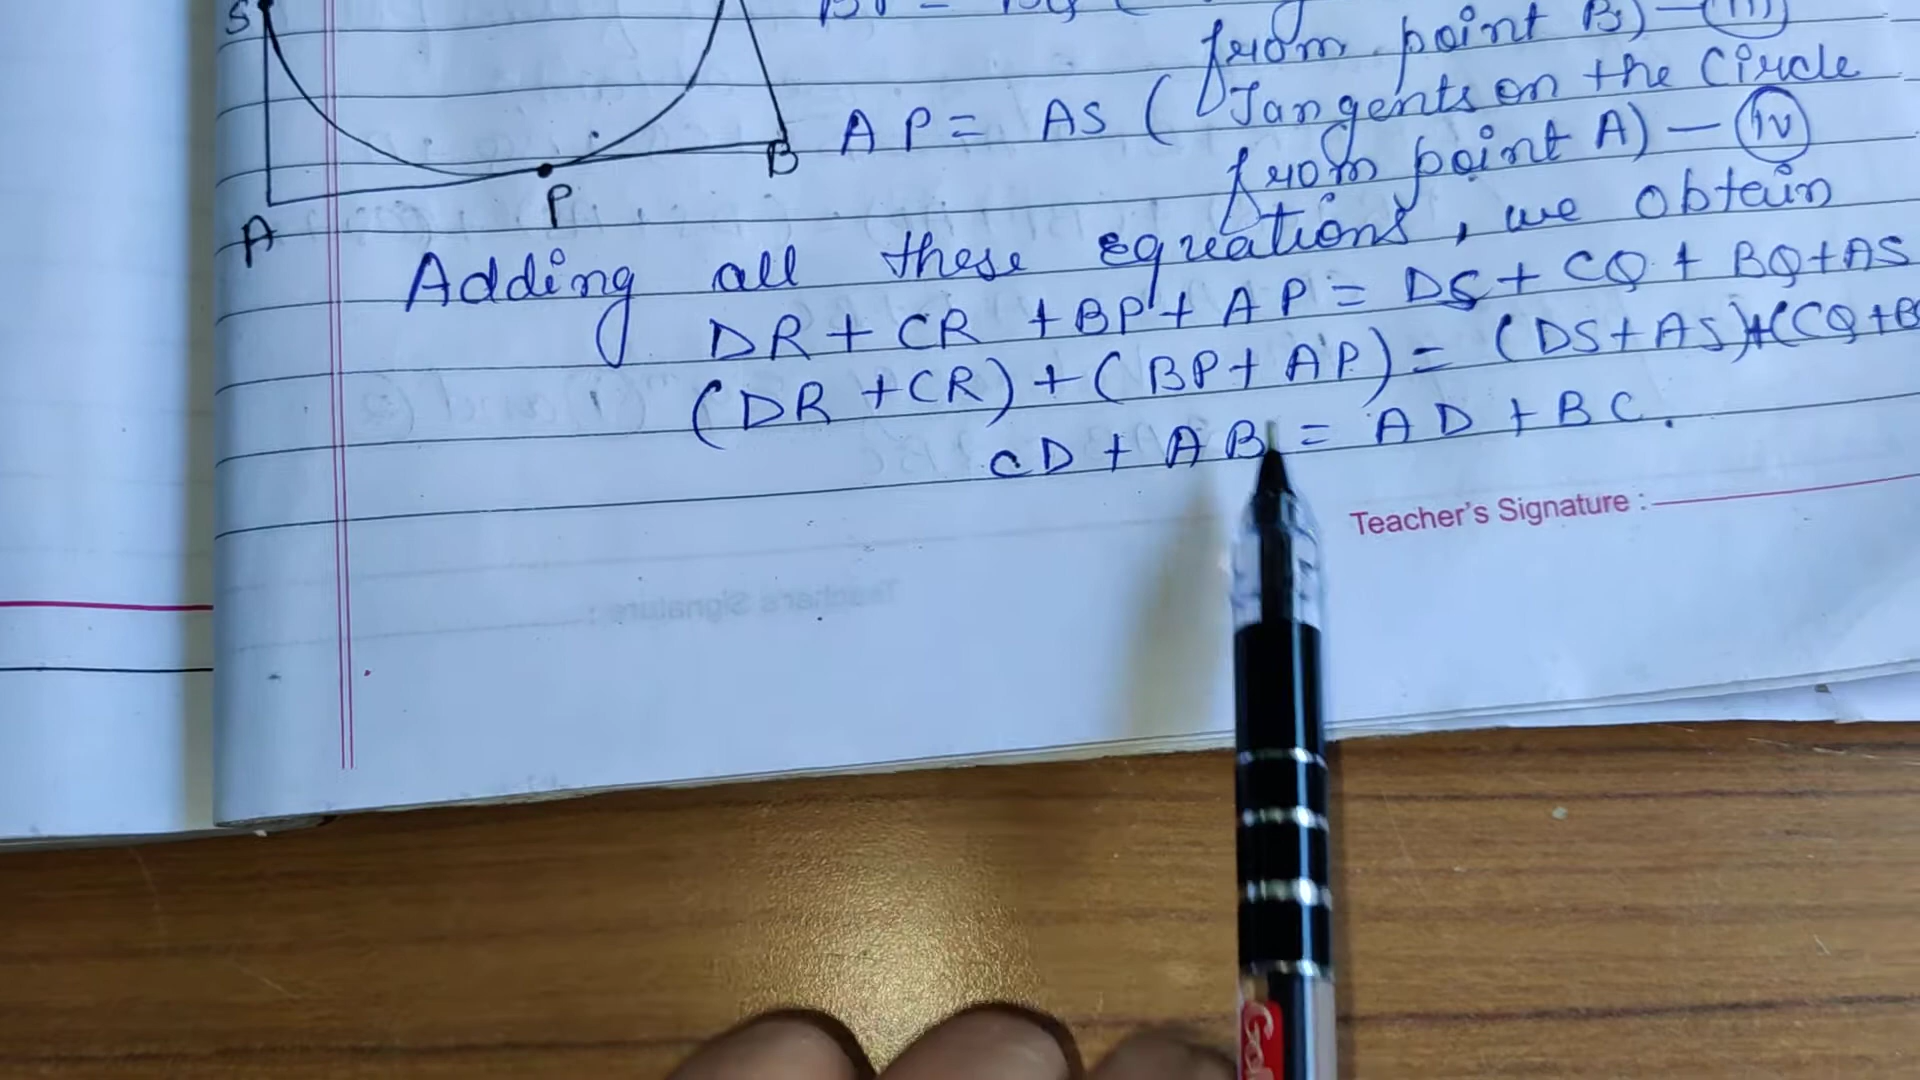 S
from point B) – (iii)
AP = AS ( Tangents on the Circle
from point A) – (iv)
A P B
Adding all these equations, we obtain
DR + CR + BP + AP = DS + CQ + BQ + AS
(DR + CR) + (BP + AP) = (DS + AS) + (CQ + B
CD + AB = AD + BC.
Teacher's Signature :